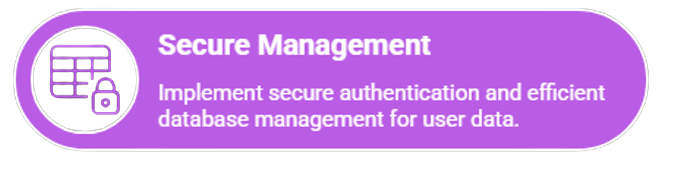 Secure Management
Implement secure authentication and efficient
database management for user data.